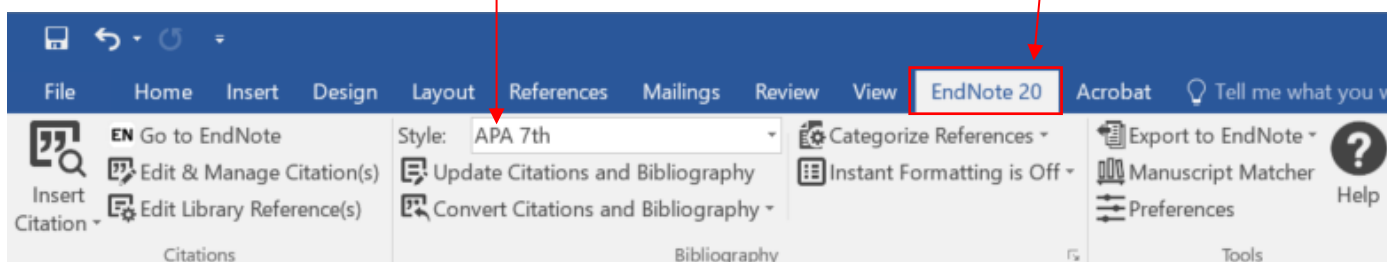 File Home Insert Design Layout References Mailings Review View EndNote 20 Acrobat Tell me what you
Insert Citation
EN Go to EndNote
Edit & Manage Citation(s)
Edit Library Reference(s)
Citations
Style: APA 7th
Update Citations and Bibliography
Convert Citations and Bibliography
Categorize References
Instant Formatting is Off
Bibliography
Export to EndNote
Manuscript Matcher
Preferences
Tools
? Help